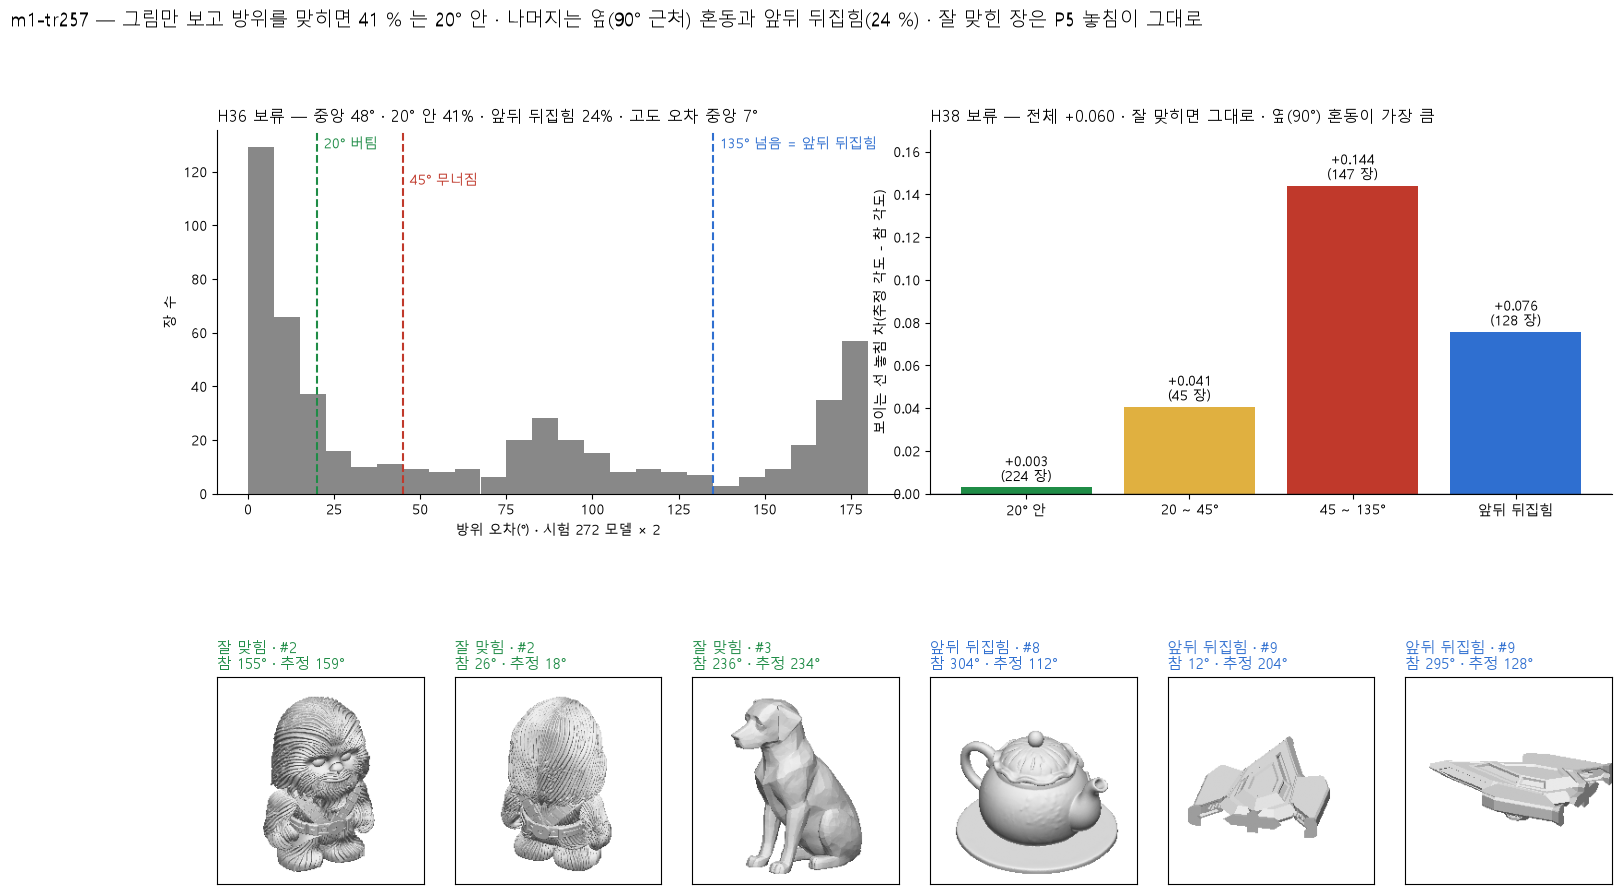 m1-tr257 — 그림만 보고 방위를 맞히면 41 % 는 20° 안 · 나머지는 옆(90° 근처) 혼동과 앞뒤 뒤집힘(24 %) · 잘 맞힌 장은 P5 놓침이 그대로
H36 보류 — 중앙 48° · 20° 안 41% · 앞뒤 뒤집힘 24% · 고도 오차 중앙 7°
20° 버팀
45° 무너짐
135° 넘음 = 앞뒤 뒤집힘
장 수
120
100
80
60
40
20
0
0 25 50 75 100 125 150 175
방위 오차(°) · 시험 272 모델 × 2
H38 보류 — 전체 +0.060 · 잘 맞히면 그대로 · 옆(90°) 혼동이 가장 큼
보이는 선 놓침 차(추정 각도 - 참 각도)
0.16
0.14
0.12
0.10
0.08
0.06
0.04
0.02
0.00
+0.003
(224 장)
+0.041
(45 장)
+0.144
(147 장)
+0.076
(128 장)
20° 안 20 ~ 45° 45 ~ 135° 앞뒤 뒤집힘
잘 맞힘 · #2
참 155° · 추정 159°
잘 맞힘 · #2
참 26° · 추정 18°
잘 맞힘 · #3
참 236° · 추정 234°
앞뒤 뒤집힘 · #8
참 304° · 추정 112°
앞뒤 뒤집힘 · #9
참 12° · 추정 204°
앞뒤 뒤집힘 · #9
참 295° · 추정 128°